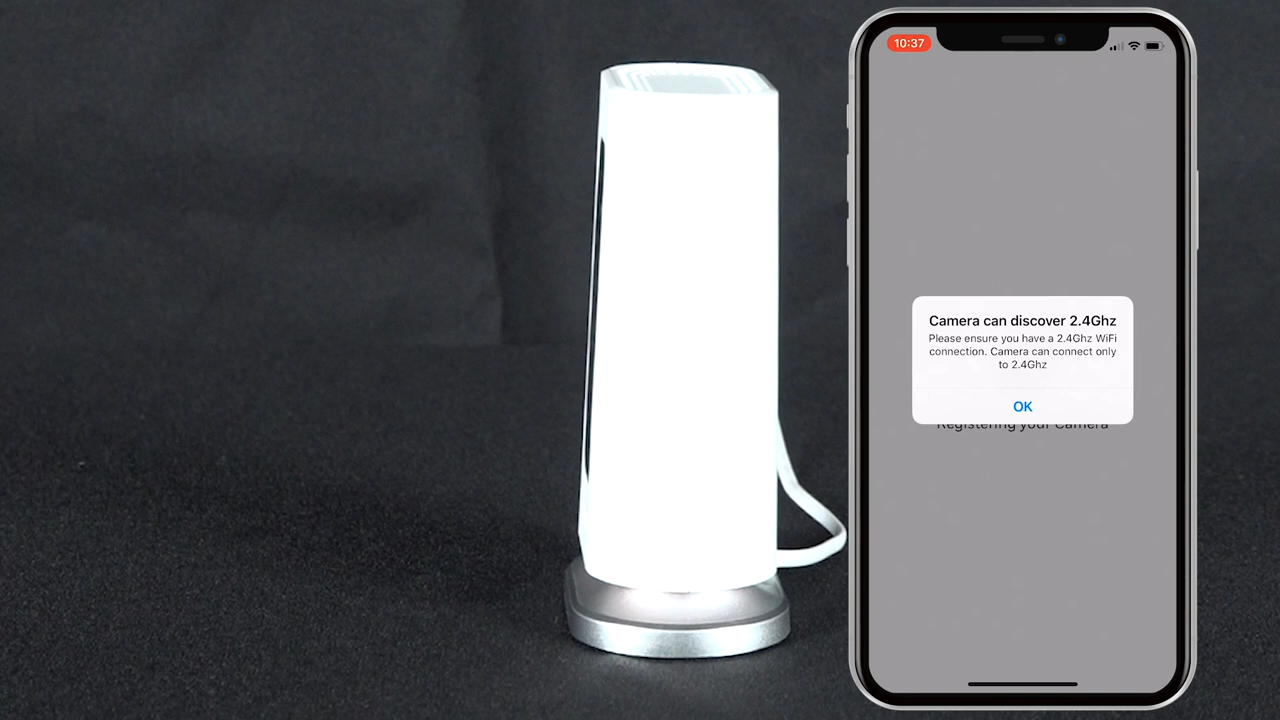 10:37
Camera can discover 2.4Ghz
Please ensure you have a 2.4Ghz WiFi
connection. Camera can connect only
to 2.4Ghz
OK
Registering your Camera